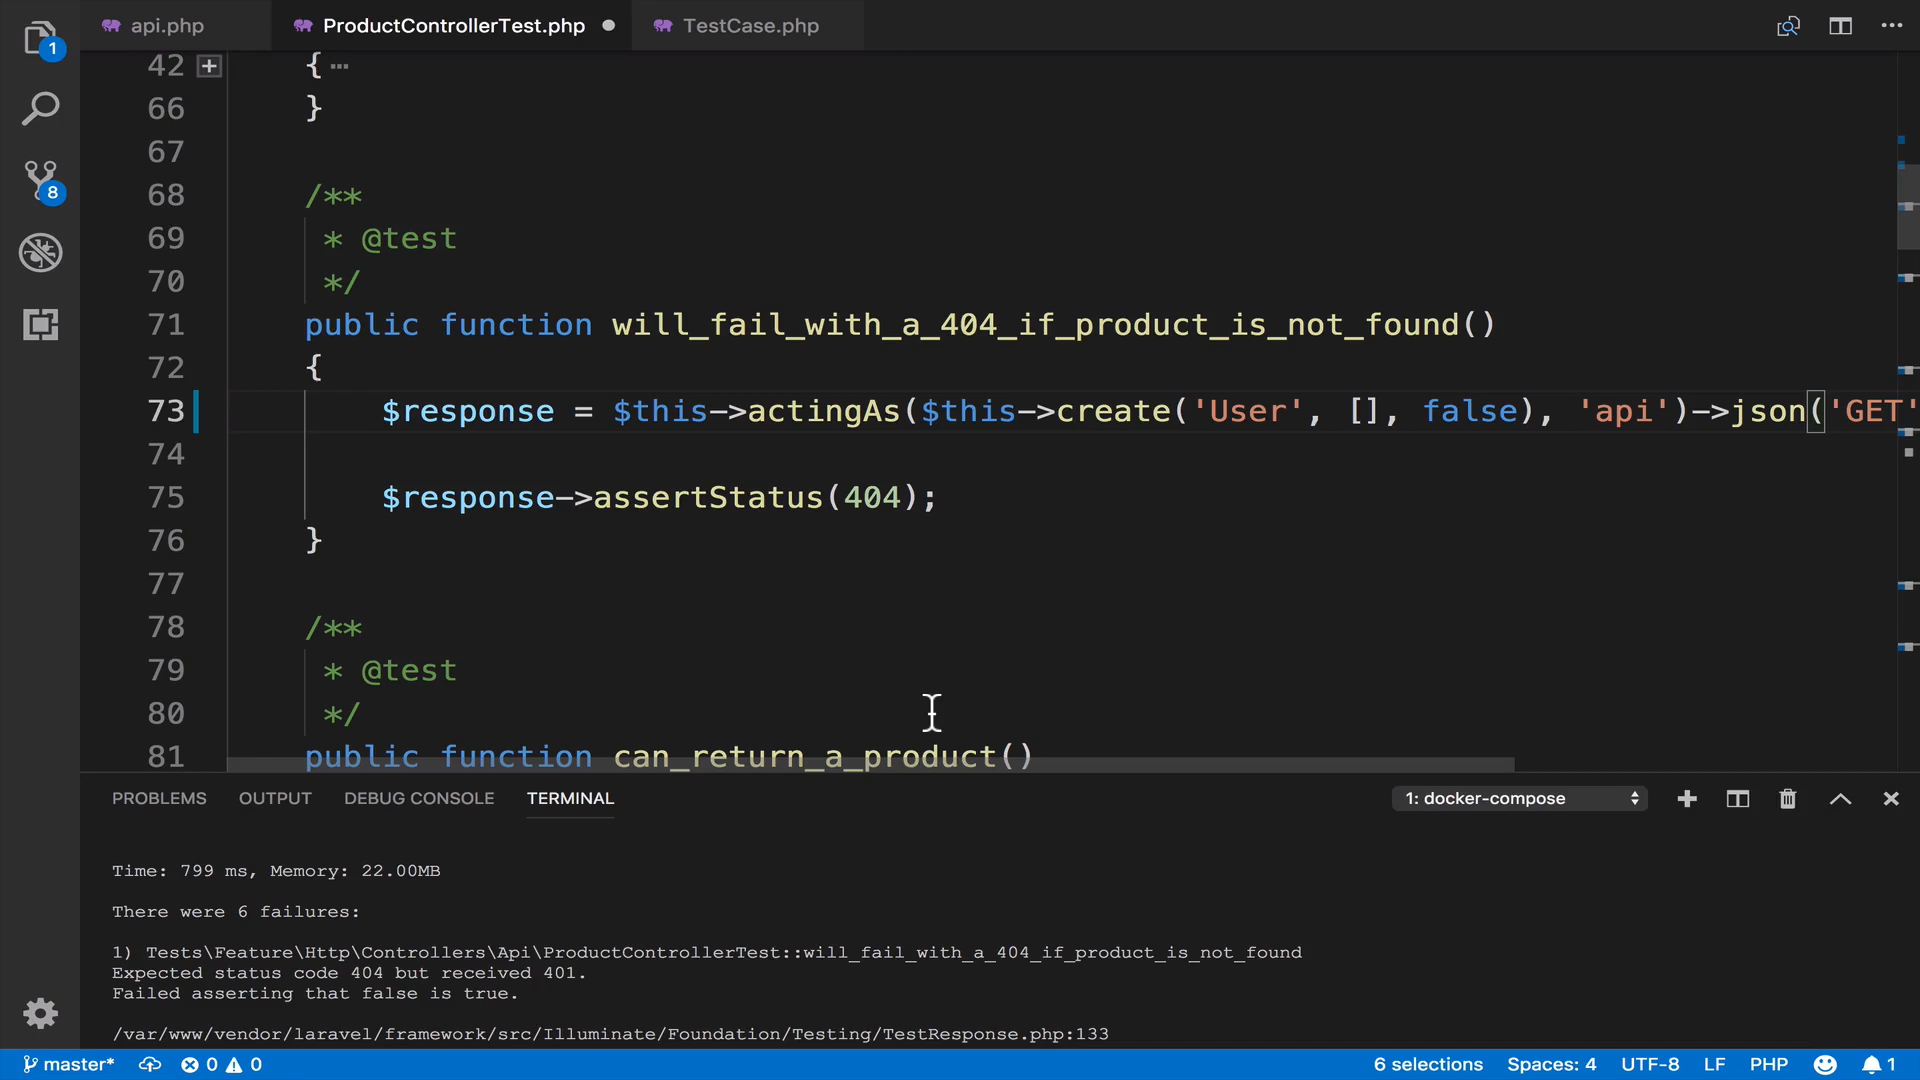 api.php ProductControllerTest.php TestCase.php
1
42 { …
66 }
67
68 /**
69 * @test
70 */
71 public function will_fail_with_a_404_if_product_is_not_found()
72 {
73 $response = $this->actingAs($this->create('User', [], false), 'api')->json('GET'
74
75 $response->assertStatus(404);
76 }
77
78 /**
79 * @test
80 */
81 public function can_return_a_product()
8
PROBLEMS OUTPUT DEBUG CONSOLE TERMINAL 1: docker-compose
Time: 799 ms, Memory: 22.00MB
There were 6 failures:
1) Tests\Feature\Http\Controllers\Api\ProductControllerTest::will_fail_with_a_404_if_product_is_not_found
Expected status code 404 but received 401.
Failed asserting that false is true.
/var/www/vendor/laravel/framework/src/Illuminate/Foundation/Testing/TestResponse.php:133
master* 0 0 6 selections Spaces: 4 UTF-8 LF PHP 1